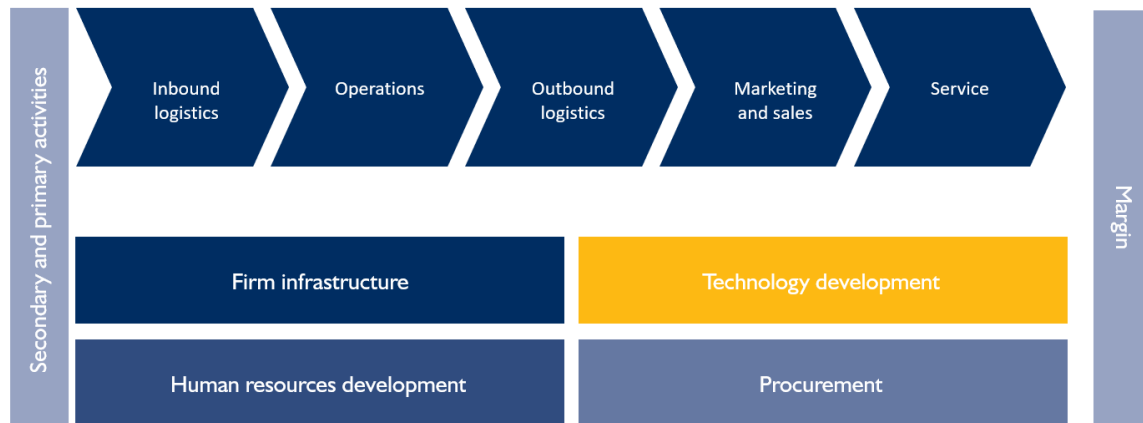 Secondary and primary activities
Inbound
logistics
Operations
Outbound
logistics
Marketing
and sales
Service
Margin
Firm infrastructure
Technology development
Human resources development
Procurement